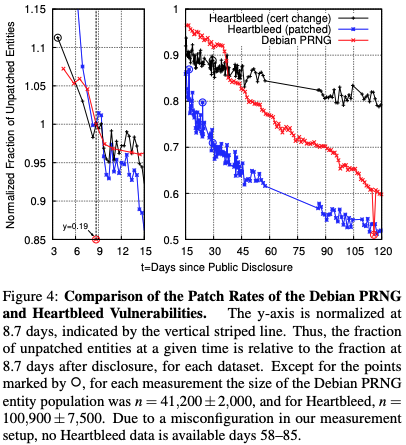 Normalized Fraction of Unpatched Entities
1.15
1.1
1.05
1
0.95
0.9
0.85
y=0.19
3 6 9 12 15
1
0.9
0.8
0.7
0.6
0.5
Heartbleed (cert change)
Heartbleed (patched)
Debian PRNG
15 30 45 60 75 90 105 120
t=Days since Public Disclosure
Figure 4: Comparison of the Patch Rates of the Debian PRNG
and Heartbleed Vulnerabilities. The y-axis is normalized at
8.7 days, indicated by the vertical striped line. Thus, the fraction
of unpatched entities at a given time is relative to the fraction at
8.7 days after disclosure, for each dataset. Except for the points
marked by ○, for each measurement the size of the Debian PRNG
entity population was n = 41,200 ± 2,000, and for Heartbleed, n =
100,900 ± 7,500. Due to a misconfiguration in our measurement
setup, no Heartbleed data is available days 58–85.